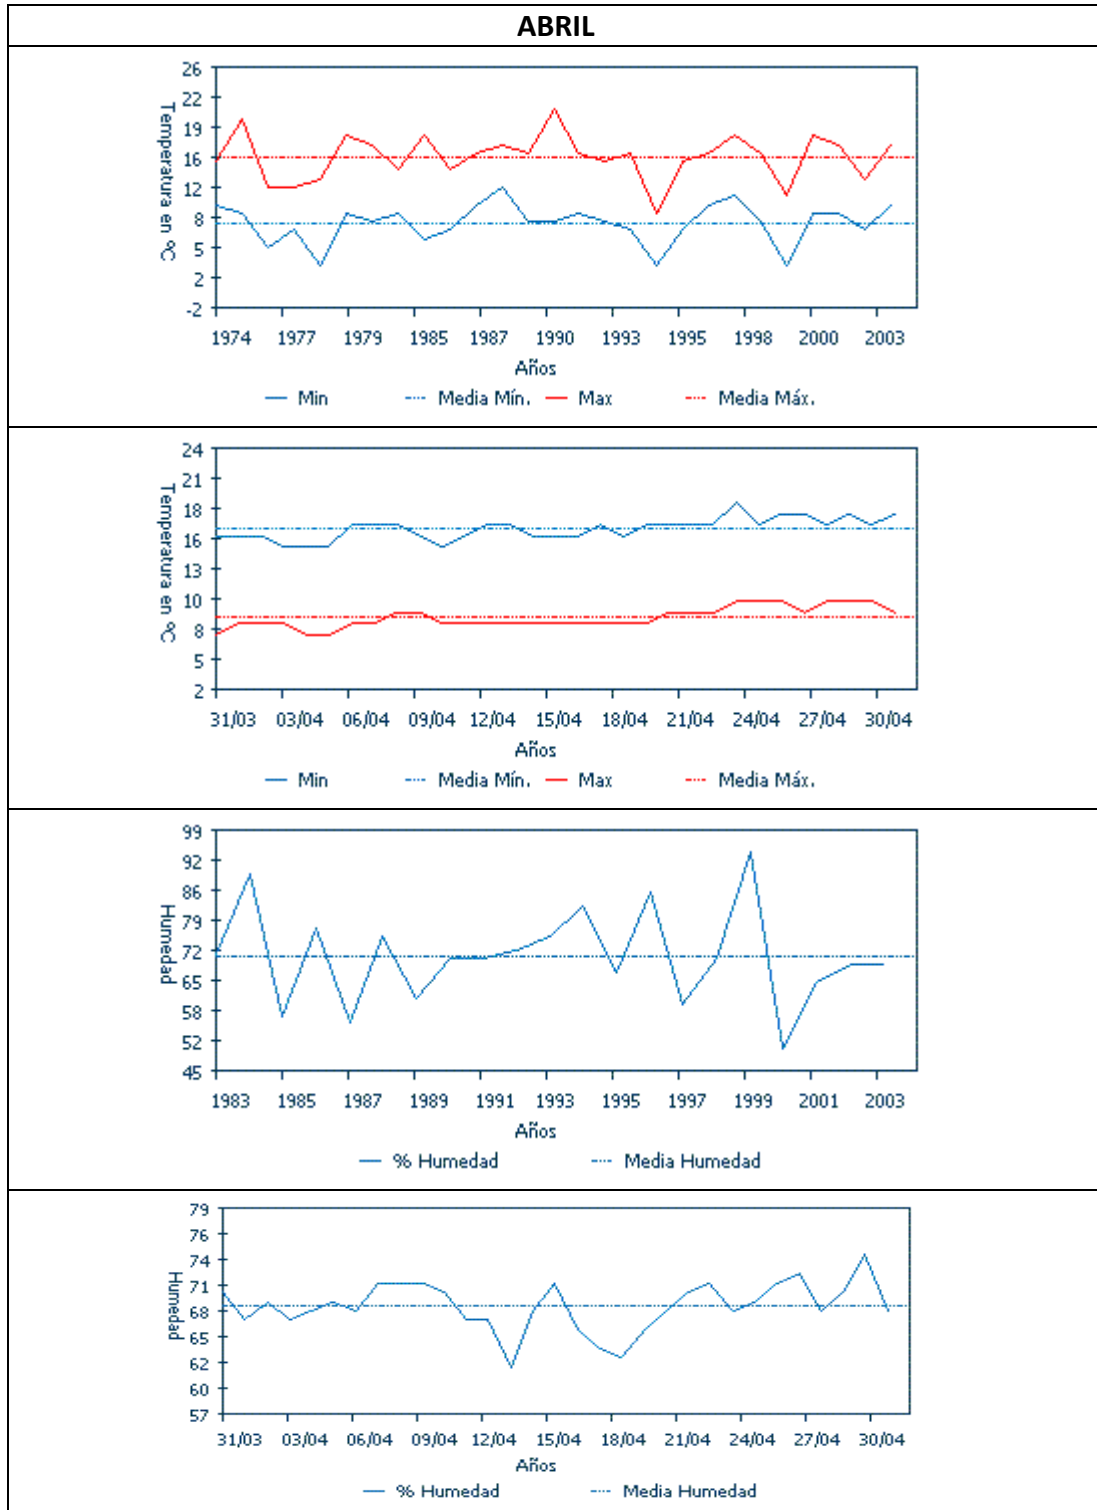 ABRIL
26
22
19
16
12
8
5
2
-2
Temperatura en ºC
1974 1977 1979 1985 1987 1990 1993 1995 1998 2000 2003
Años
Min Media Mín. Max Media Máx.
24
21
18
16
13
10
8
5
2
Temperatura en ºC
31/03 03/04 06/04 09/04 12/04 15/04 18/04 21/04 24/04 27/04 30/04
Años
Min Media Mín. Max Media Máx.
99
92
86
79
72
65
58
52
45
Humedad
1983 1985 1987 1989 1991 1993 1995 1997 1999 2001 2003
Años
% Humedad Media Humedad
79
76
74
71
68
65
62
60
57
Humedad
31/03 03/04 06/04 09/04 12/04 15/04 18/04 21/04 24/04 27/04 30/04
Años
% Humedad Media Humedad